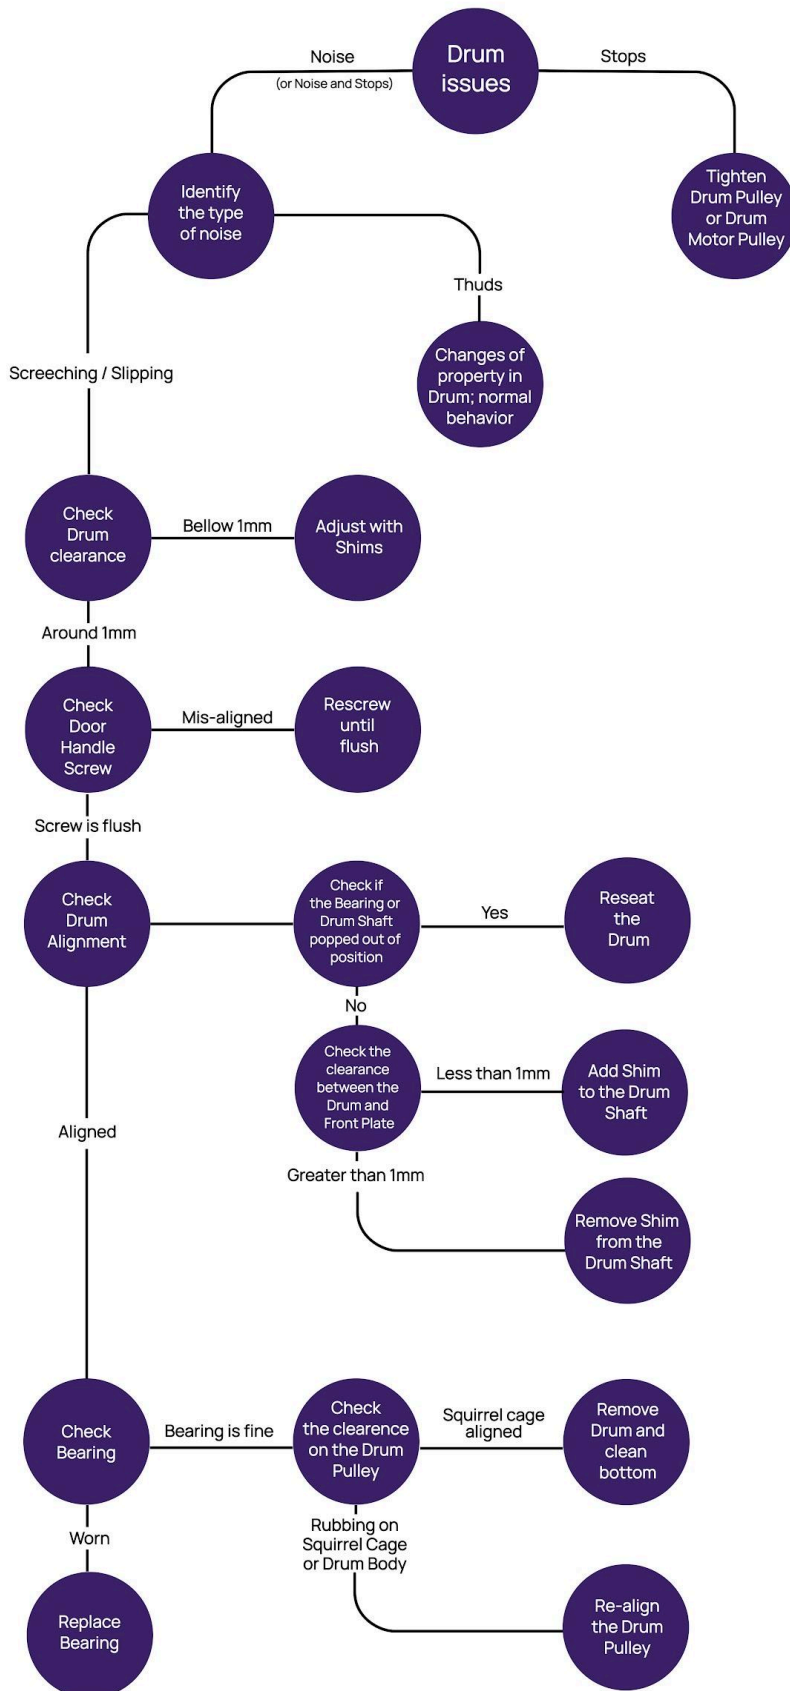 Drum
issues
Noise
(or Noise and Stops)
Stops
Identify
the type
of noise
Tighten
Drum Pulley
or Drum
Motor Pulley
Thuds
Changes of
property in
Drum; normal
behavior
Screeching / Slipping
Check
Drum
clearance
Bellow 1mm
Adjust with
Shims
Around 1mm
Check
Door
Handle
Screw
Mis-aligned
Rescrew
until
flush
Screw is flush
Check
Drum
Alignment
Check if
the Bearing or
Drum Shaft
popped out of
position
Yes
Reseat
the
Drum
No
Check the
clearance
between the
Drum and
Front Plate
Less than 1mm
Add Shim
to the Drum
Shaft
Aligned
Greater than 1mm
Remove Shim
from the
Drum Shaft
Check
Bearing
Bearing is fine
Check
the clearence
on the Drum
Pulley
Squirrel cage
aligned
Remove
Drum and
clean
bottom
Worn
Rubbing on
Squirrel Cage
or Drum Body
Replace
Bearing
Re-align
the Drum
Pulley